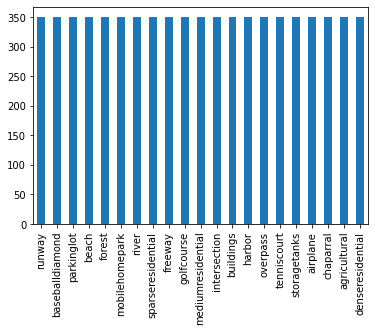 350
300
250
200
150
100
50
0
runway
baseballdiamond
parkinglot
beach
forest
mobilehomepark
river
sparseresidential
freeway
golfcourse
mediumresidential
intersection
buildings
harbor
overpass
tenniscourt
storagetanks
airplane
chaparral
agricultural
denseresidential